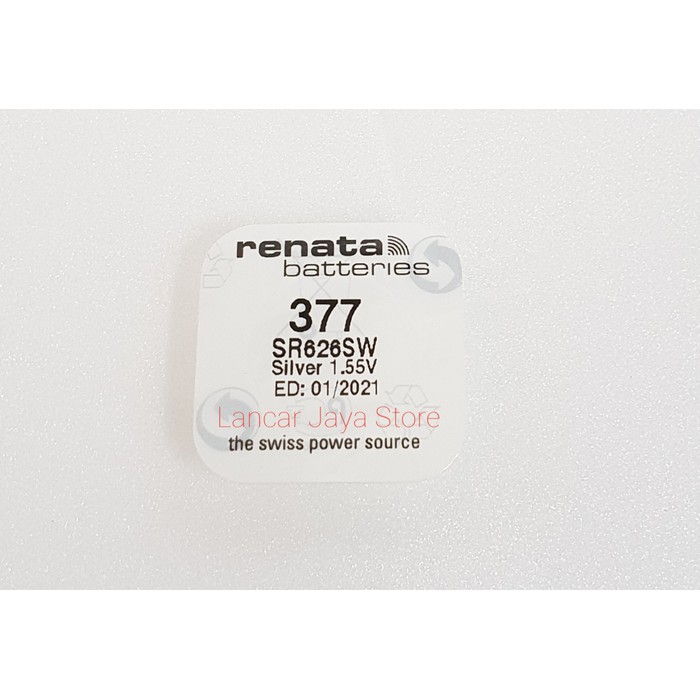 renata
batteries
377
SR626SW
Silver 1.55V
ED: 01/2021
Lancar Jaya Store
the swiss power source